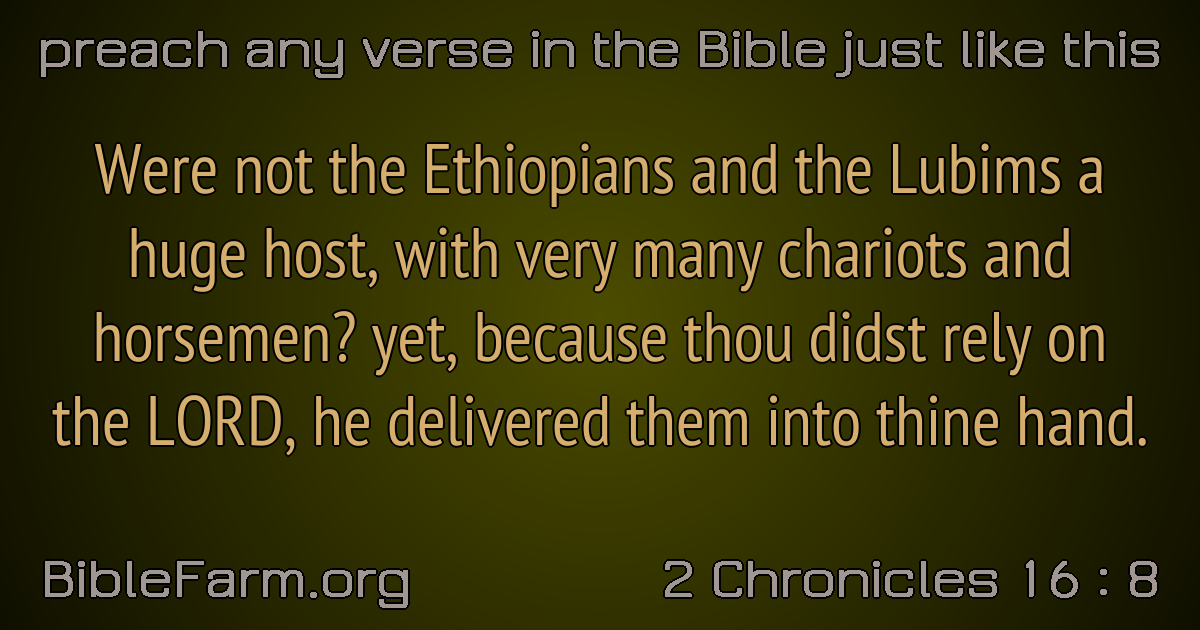 preach any verse in the Bible just like this
Were not the Ethiopians and the Lubims a
huge host, with very many chariots and
horsemen? yet, because thou didst rely on
the LORD, he delivered them into thine hand.
BibleFarm.org
2 Chronicles 16 : 8